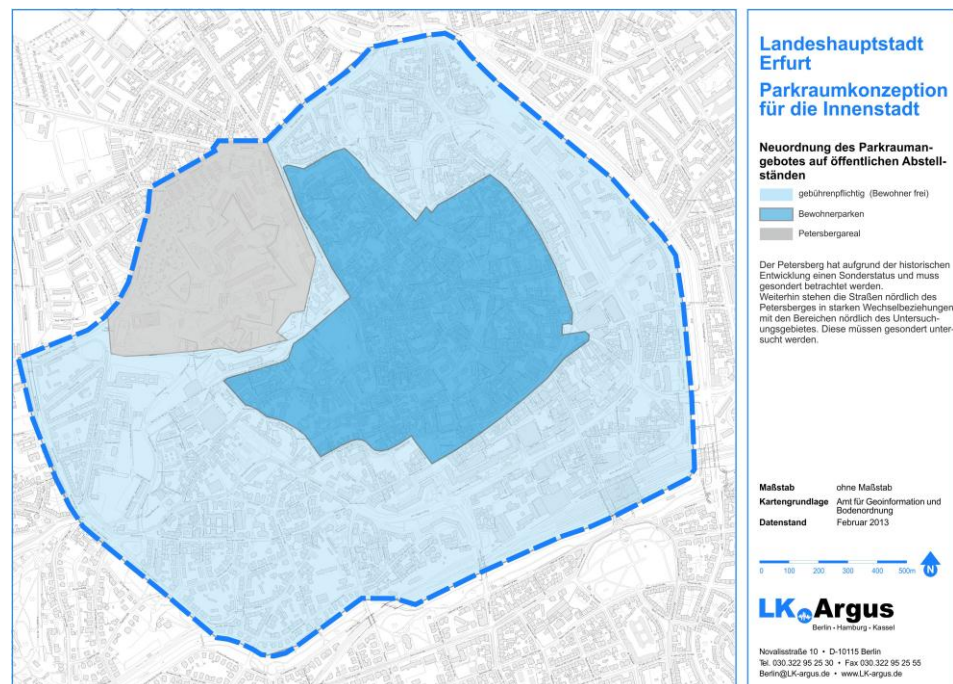 Landeshauptstadt
Erfurt
Parkraumkonzeption
für die Innenstadt
Neuordnung des Parkrauman-
gebotes auf öffentlichen Abstell-
ständen
gebührenpflichtig (Bewohner frei)
Bewohnerparken
Petersbergareal
Der Petersberg hat aufgrund der historischen
Entwicklung einen Sonderstatus und muss
gesondert betrachtet werden.
Weiterhin stehen die Straßen nördlich des
Petersberges in starken Wechselbeziehungen
mit den Bereichen nördlich des Untersuch-
ungsgebietes. Diese müssen gesondert unter-
sucht werden.
Maßstab ohne Maßstab
Kartengrundlage Amt für Geoinformation und
Bodenordnung
Datenstand Februar 2013
0 100 200 300 400 500m N
LK Argus
Berlin • Hamburg • Kassel
Novalisstraße 10 • D-10115 Berlin
Tel. 030.322 95 25 30 • Fax 030.322 95 25 55
Berlin@LK-argus.de • www.LK-argus.de